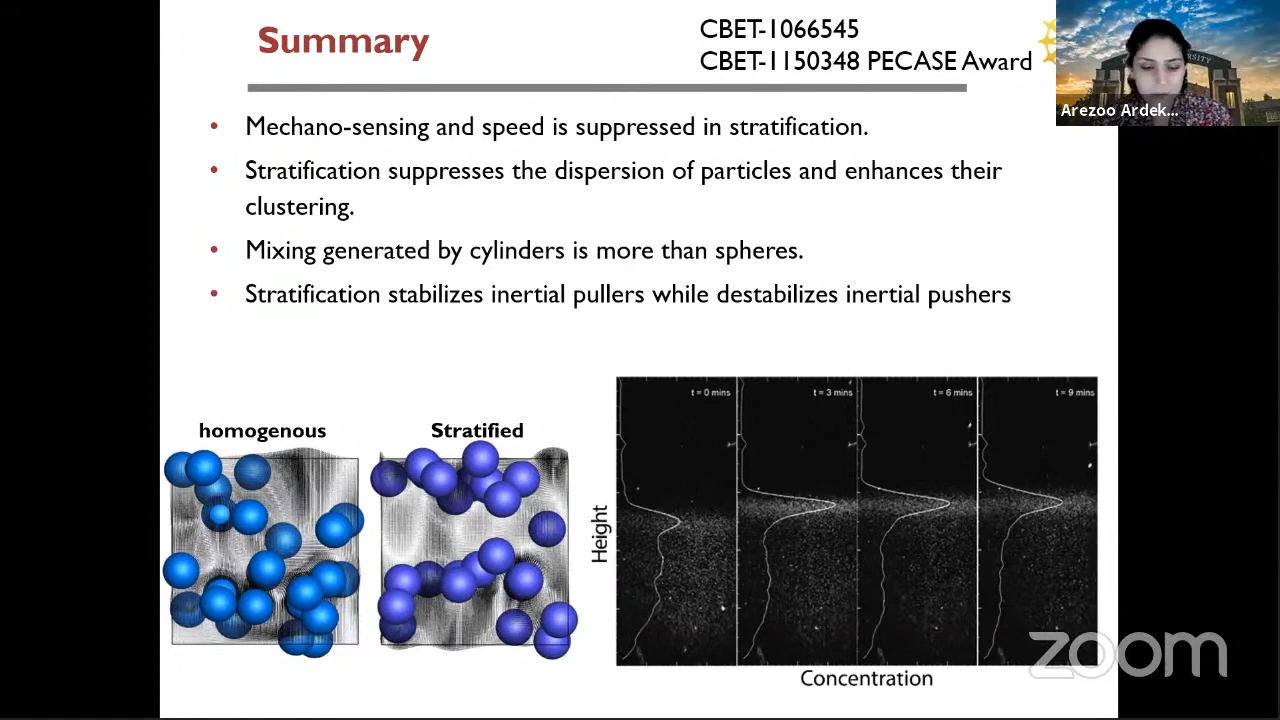 Summary
CBET-1066545
CBET-1150348 PECASE Award
Arezoo Ardek...
• Mechano-sensing and speed is suppressed in stratification.
• Stratification suppresses the dispersion of particles and enhances their
clustering.
• Mixing generated by cylinders is more than spheres.
• Stratification stabilizes inertial pullers while destabilizes inertial pushers
homogenous
Stratified
t = 0 mins
t = 3 mins
t = 6 mins
t = 9 mins
Height
Concentration
zoom